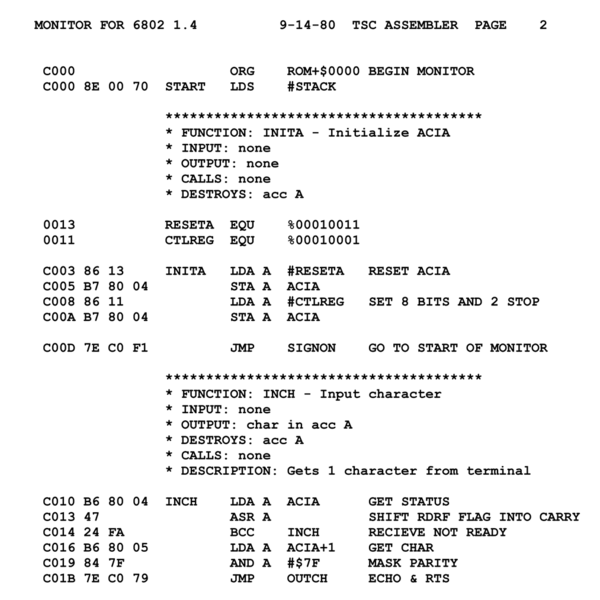 MONITOR FOR 6802 1.4 9-14-80 TSC ASSEMBLER PAGE 2
C000 ORG ROM+$0000 BEGIN MONITOR
C000 8E 00 70 START LDS #STACK
***************************************
* FUNCTION: INITA - Initialize ACIA
* INPUT: none
* OUTPUT: none
* CALLS: none
* DESTROYS: acc A
0013 RESETA EQU %00010011
0011 CTLREG EQU %00010001
C003 86 13 INITA LDA A #RESETA RESET ACIA
C005 B7 80 04 STA A ACIA
C008 86 11 LDA A #CTLREG SET 8 BITS AND 2 STOP
C00A B7 80 04 STA A ACIA
C00D 7E C0 F1 JMP SIGNON GO TO START OF MONITOR
***************************************
* FUNCTION: INCH - Input character
* INPUT: none
* OUTPUT: char in acc A
* DESTROYS: acc A
* CALLS: none
* DESCRIPTION: Gets 1 character from terminal
C010 B6 80 04 INCH LDA A ACIA GET STATUS
C013 47 ASR A SHIFT RDRF FLAG INTO CARRY
C014 24 FA BCC INCH RECIEVE NOT READY
C016 B6 80 05 LDA A ACIA+1 GET CHAR
C019 84 7F AND A #$7F MASK PARITY
C01B 7E C0 79 JMP OUTCH ECHO & RTS